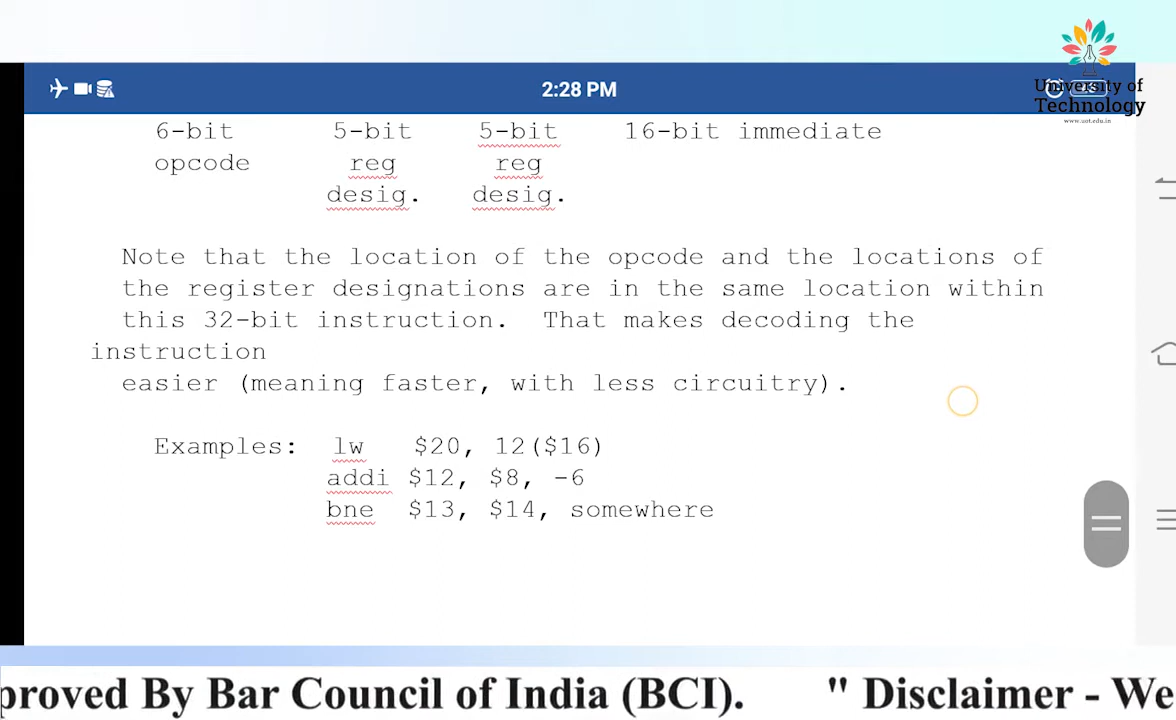 2:28 PM
University of
Technology
www.uot.edu.in
6-bit 5-bit 5-bit 16-bit immediate
opcode reg reg
desig. desig.
Note that the location of the opcode and the locations of
the register designations are in the same location within
this 32-bit instruction. That makes decoding the
instruction
easier (meaning faster, with less circuitry).
Examples: lw $20, 12($16)
addi $12, $8, -6
bne $13, $14, somewhere
proved By Bar Council of India (BCI). " Disclaimer - We